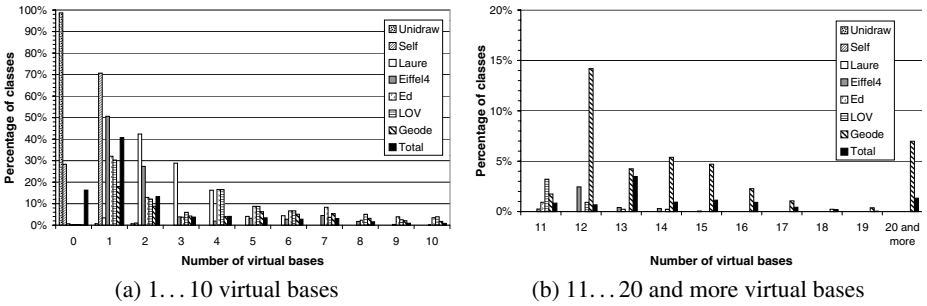 100%
90%
80%
70%
60%
50%
40%
30%
20%
10%
0%
Percentage of classes
Unidraw
Self
Laure
Eiffel4
Ed
LOV
Geode
Total
0 1 2 3 4 5 6 7 8 9 10
Number of virtual bases
(a) 1…10 virtual bases
20%
15%
10%
5%
0%
Percentage of classes
Unidraw
Self
Laure
Eiffel4
Ed
LOV
Geode
Total
11 12 13 14 15 16 17 18 19 20 and
more
Number of virtual bases
(b) 11…20 and more virtual bases